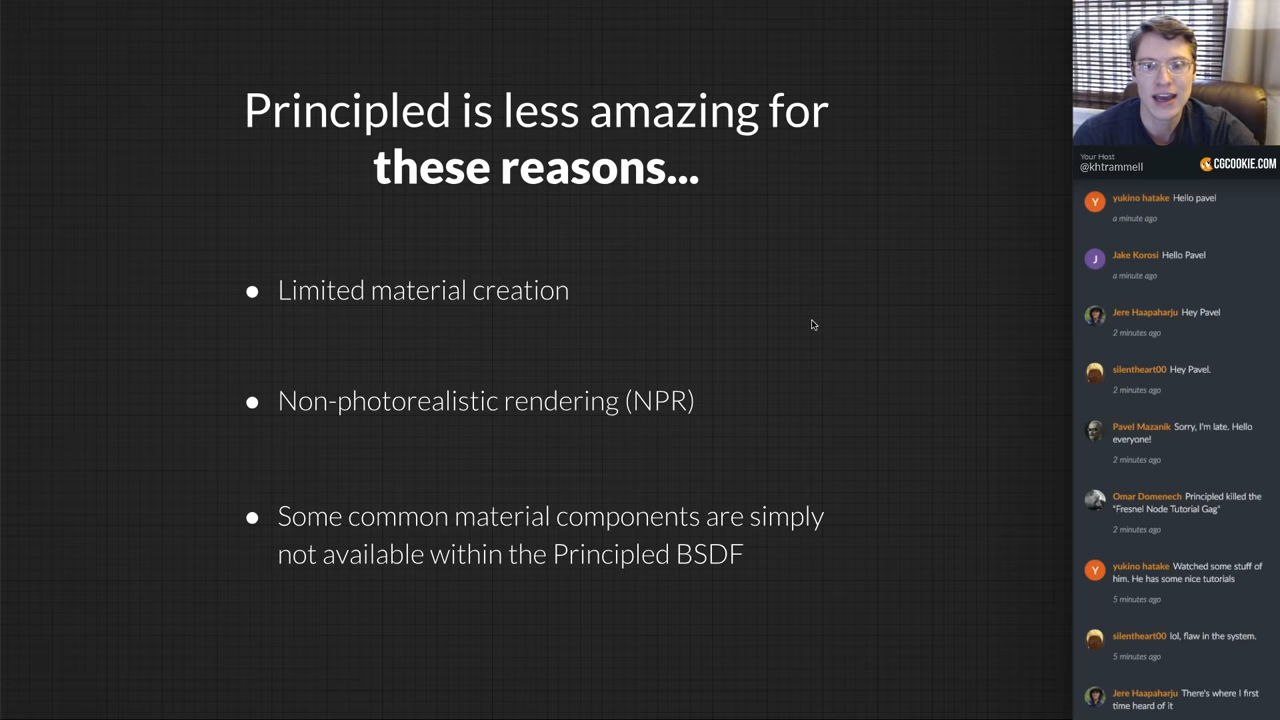 Principled is less amazing for
these reasons...
● Limited material creation
● Non-photorealistic rendering (NPR)
● Some common material components are simply
not available within the Principled BSDF
Your Host
@khtrammell
CGCOOKIE.COM
Y
yukino hatake Hello pavel
a minute ago
J
Jake Korosi Hello Pavel
a minute ago
Jere Haapaharju Hey Pavel
2 minutes ago
silentheart00 Hey Pavel.
2 minutes ago
Pavel Mazanik Sorry, I'm late. Hello
everyone!
2 minutes ago
Omar Domenech Principled killed the
"Fresnel Node Tutorial Gag"
2 minutes ago
Y
yukino hatake Watched some stuff of
him. He has some nice tutorials
5 minutes ago
silentheart00 lol, flaw in the system.
5 minutes ago
Jere Haapaharju There's where I first
time heard of it